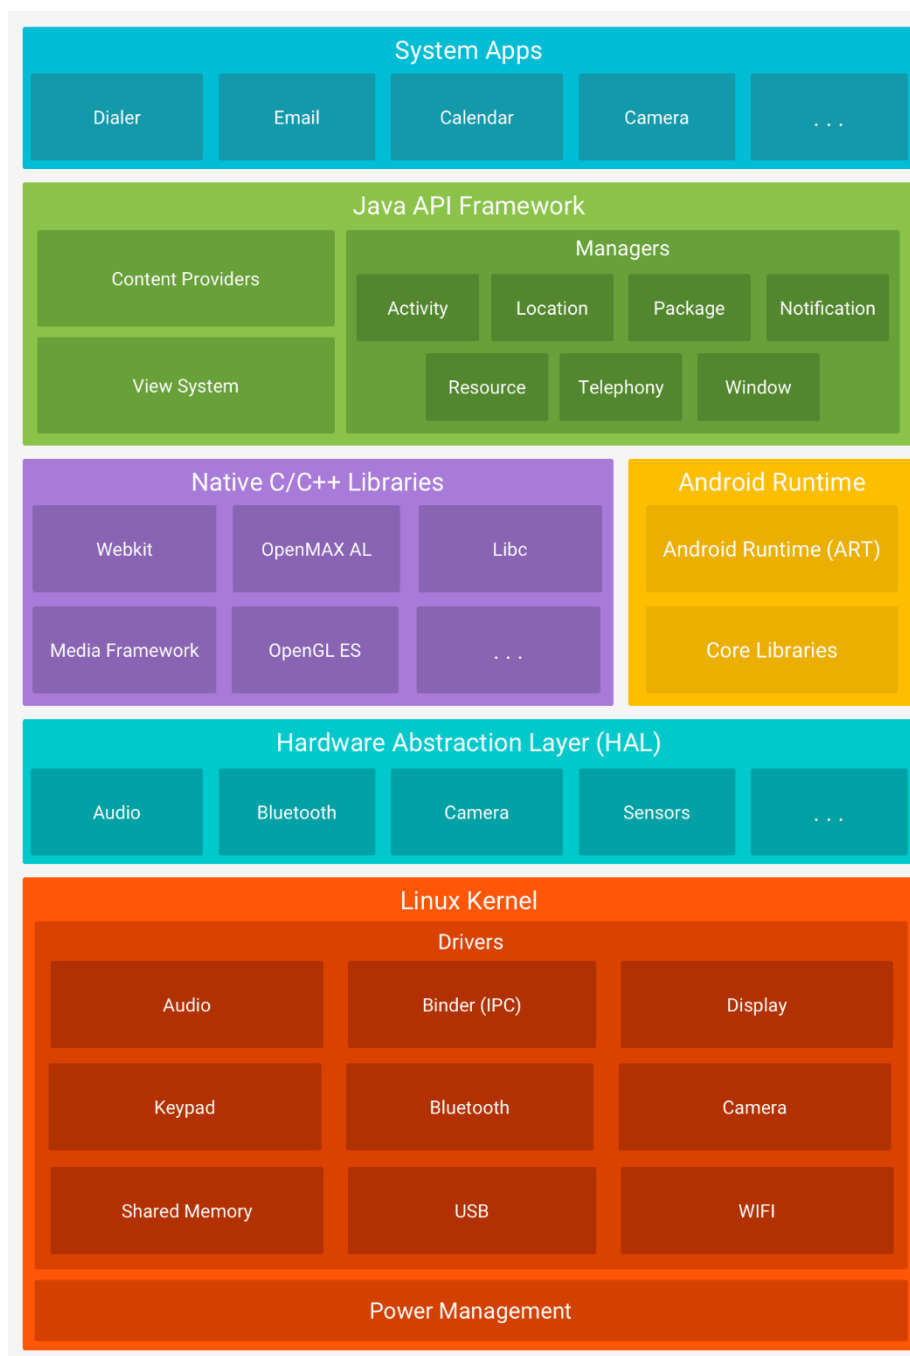 System Apps
Dialer
Email
Calendar
Camera
. . .
Java API Framework
Content Providers
View System
Managers
Activity
Location
Package
Notification
Resource
Telephony
Window
Native C/C++ Libraries
Webkit
OpenMAX AL
Libc
Media Framework
OpenGL ES
. . .
Android Runtime
Android Runtime (ART)
Core Libraries
Hardware Abstraction Layer (HAL)
Audio
Bluetooth
Camera
Sensors
. . .
Linux Kernel
Drivers
Audio
Binder (IPC)
Display
Keypad
Bluetooth
Camera
Shared Memory
USB
WIFI
Power Management